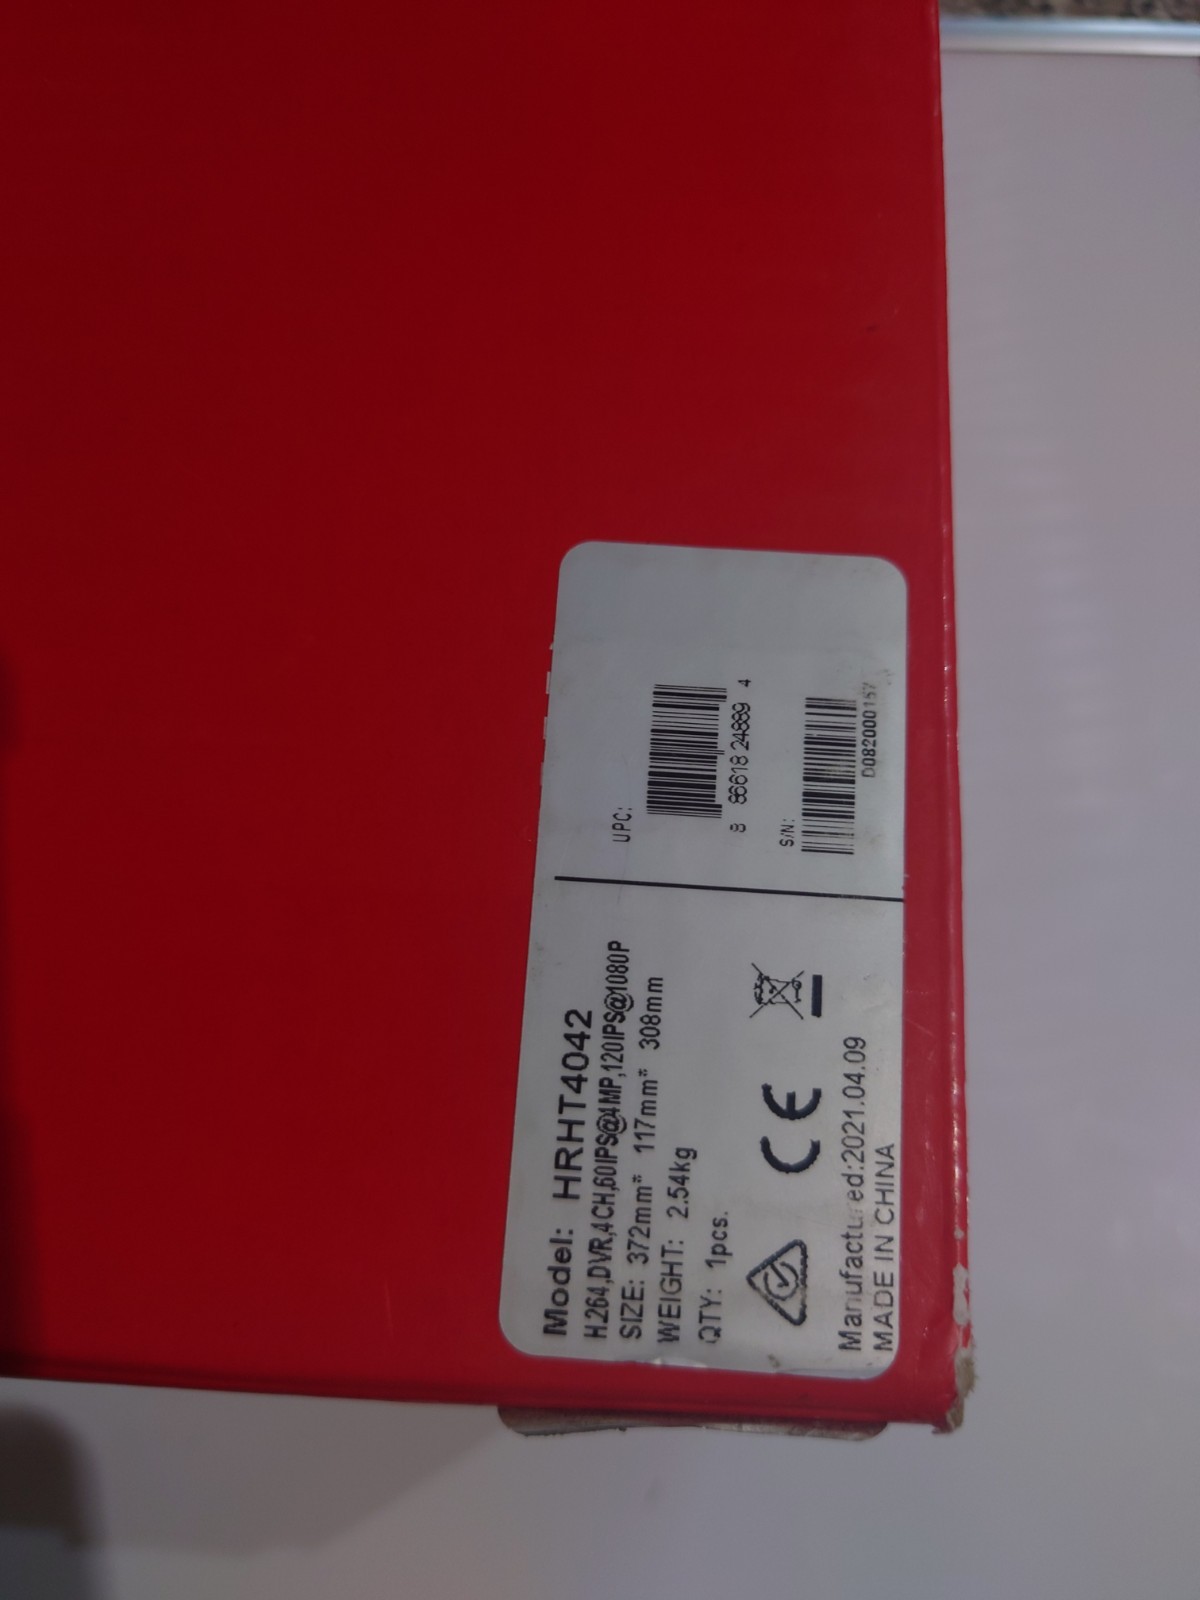 Model: HRHT4042
H.264,DVR,4CH,60IPS@4MP,120IPS@1080P
SIZE: 372mm* 117mm* 308mm
WEIGHT: 2.54kg
QTY: 1pcs.
CE
Manufactured:2021.04.09
MADE IN CHINA
UPC:
8 86618 24889 4
S/N:
D082000157